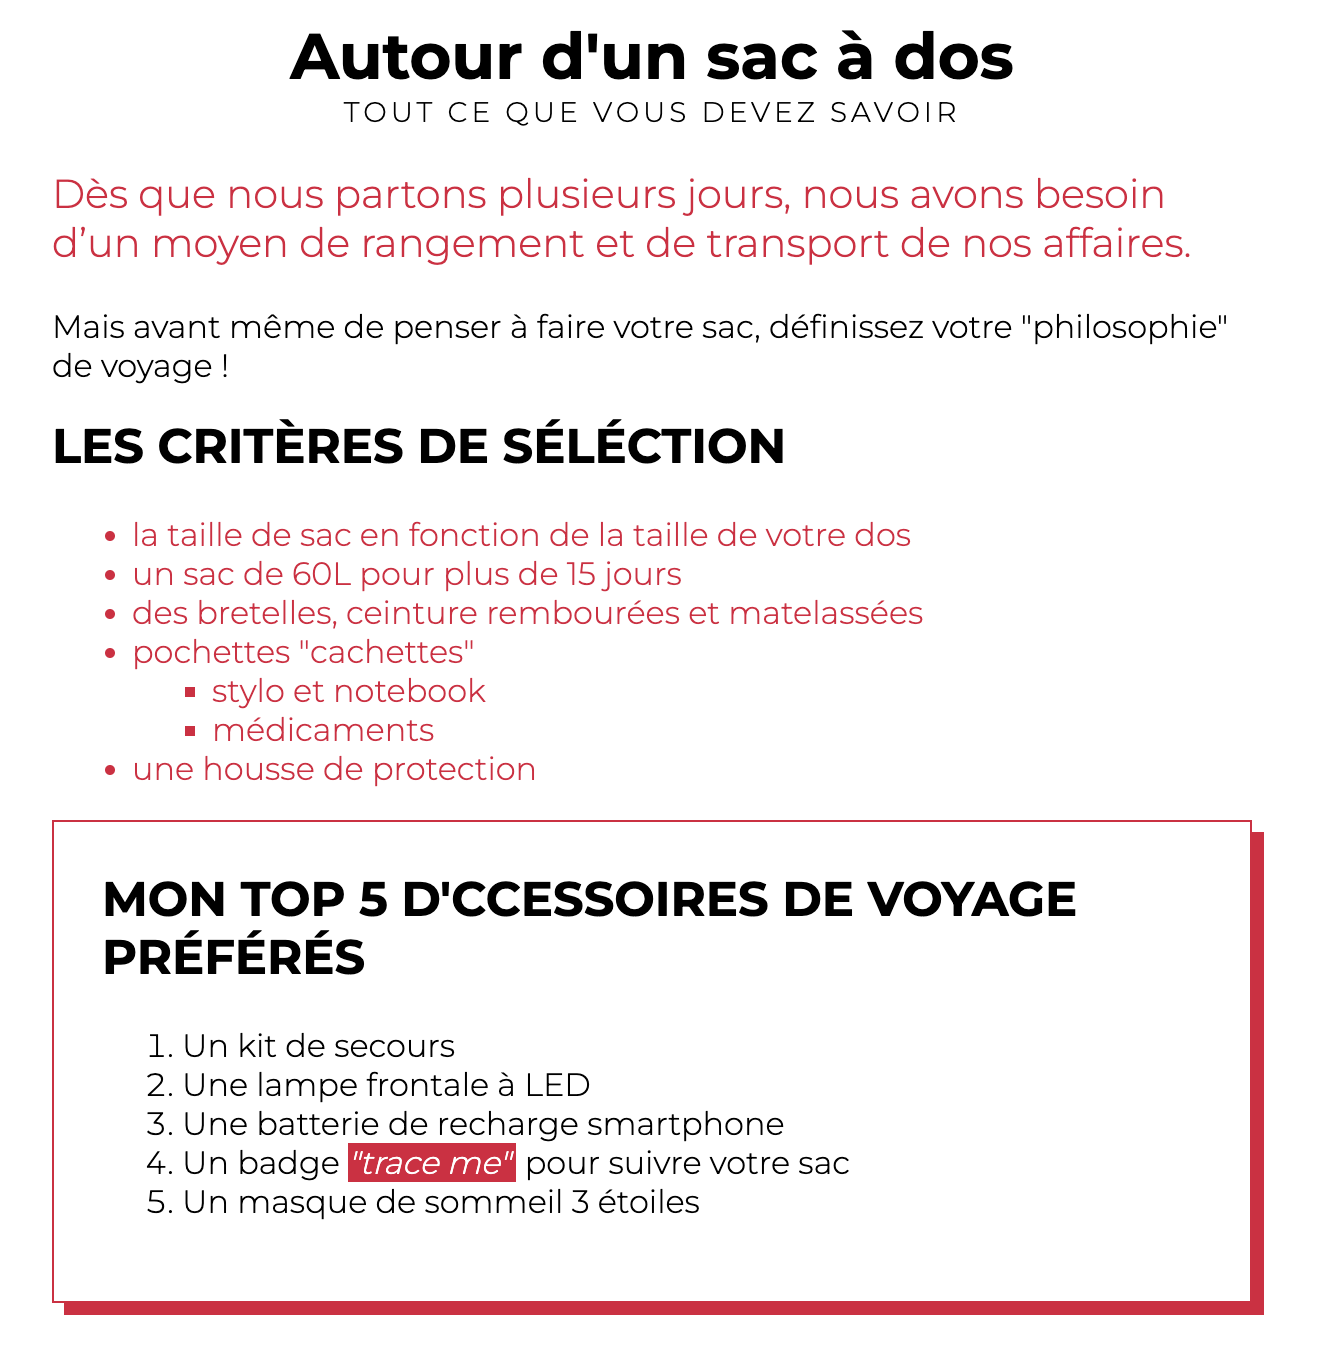 Autour d'un sac à dos
TOUT CE QUE VOUS DEVEZ SAVOIR
Dès que nous partons plusieurs jours, nous avons besoin
d’un moyen de rangement et de transport de nos affaires.
Mais avant même de penser à faire votre sac, définissez votre "philosophie"
de voyage !
LES CRITÈRES DE SÉLÉCTION
• la taille de sac en fonction de la taille de votre dos
• un sac de 60L pour plus de 15 jours
• des bretelles, ceinture rembourées et matelassées
• pochettes "cachettes"
▪ stylo et notebook
▪ médicaments
• une housse de protection
MON TOP 5 D'CCESSOIRES DE VOYAGE
PRÉFÉRÉS
1. Un kit de secours
2. Une lampe frontale à LED
3. Une batterie de recharge smartphone
4. Un badge "trace me" pour suivre votre sac
5. Un masque de sommeil 3 étoiles